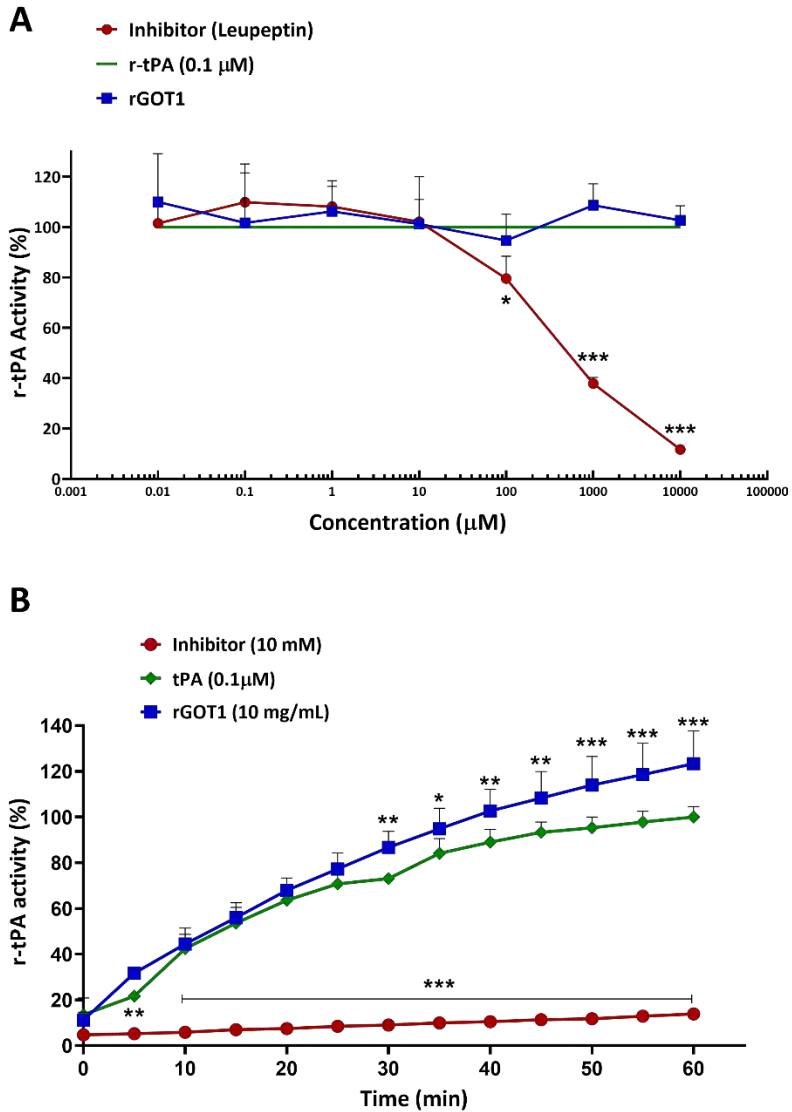 A
Inhibitor (Leupeptin)
r-tPA (0.1 μM)
rGOT1
120
100
80
60
40
20
0
r-tPA Activity (%)
*
***
***
0.001 0.01 0.1 1 10 100 1000 10000 100000
Concentration (μM)
B
Inhibitor (10 mM)
tPA (0.1μM)
rGOT1 (10 mg/mL)
140
120
100
80
60
40
20
0
r-tPA activity (%)
** * ** ** *** *** ***
***
**
0 10 20 30 40 50 60
Time (min)